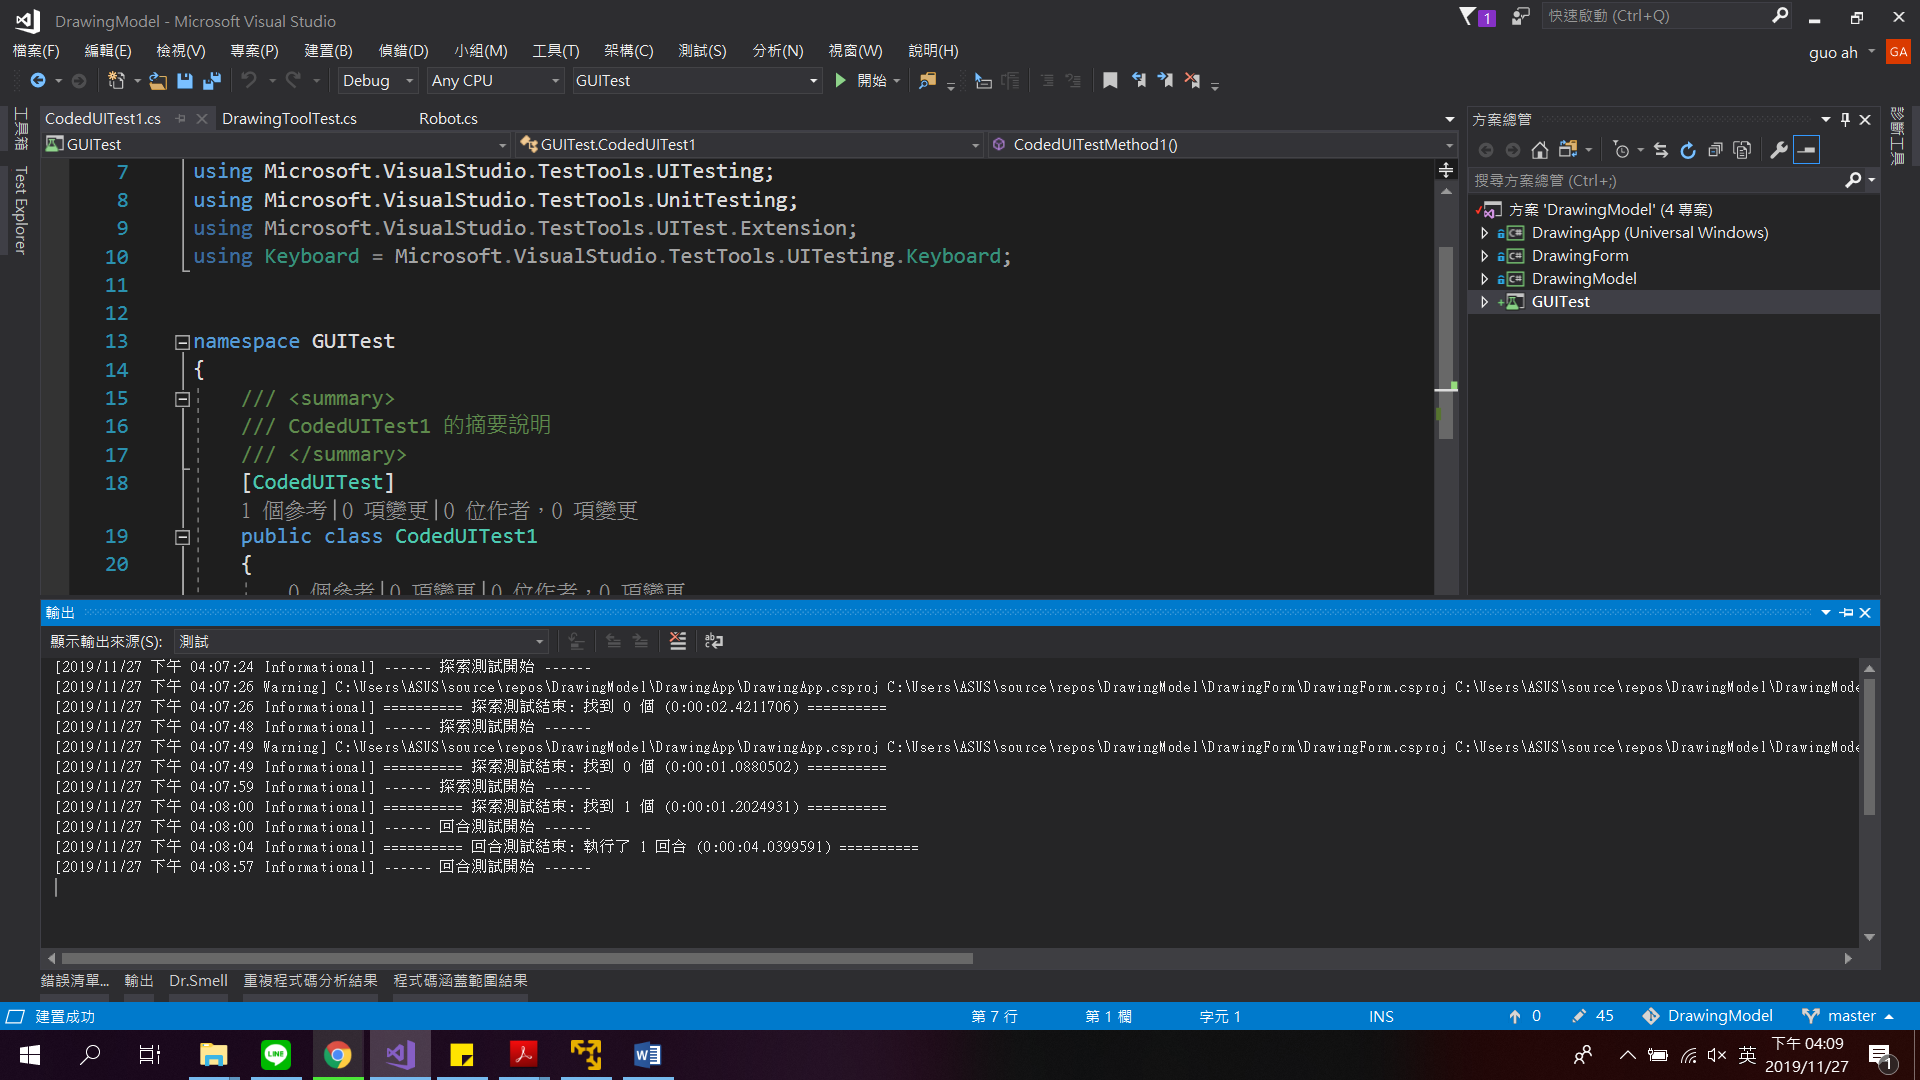 DrawingModel - Microsoft Visual Studio
1
快速啟動 (Ctrl+Q)
檔案(F) 編輯(E) 檢視(V) 專案(P) 建置(B) 偵錯(D) 小組(M) 工具(T) 架構(C) 測試(S) 分析(N) 視窗(W) 說明(H)
guo ah GA
Debug Any CPU GUITest 開始
工具箱
Test Explorer
CodedUITest1.cs DrawingToolTest.cs Robot.cs
GUITest GUITest.CodedUITest1 CodedUITestMethod1()
7 using Microsoft.VisualStudio.TestTools.UITesting;
8 using Microsoft.VisualStudio.TestTools.UnitTesting;
9 using Microsoft.VisualStudio.TestTools.UITest.Extension;
10 using Keyboard = Microsoft.VisualStudio.TestTools.UITesting.Keyboard;
11
12
13 namespace GUITest
14 {
15 /// <summary>
16 /// CodedUITest1 的摘要說明
17 /// </summary>
18 [CodedUITest]
1 個參考|0 項變更|0 位作者，0 項變更
19 public class CodedUITest1
20 {
0 個參考|0 項變更|0 位作者，0 項變更
方案總管
搜尋方案總管 (Ctrl+;)
方案 'DrawingModel' (4 專案)
DrawingApp (Universal Windows)
DrawingForm
DrawingModel
GUITest
診斷工具
輸出
顯示輸出來源(S): 測試
[2019/11/27 下午 04:07:24 Informational] ------ 探索測試開始 ------
[2019/11/27 下午 04:07:26 Warning] C:\Users\ASUS\source\repos\DrawingModel\DrawingApp\DrawingApp.csproj C:\Users\ASUS\source\repos\DrawingModel\DrawingForm\DrawingForm.csproj C:\Users\ASUS\source\repos\DrawingModel\DrawingMode
[2019/11/27 下午 04:07:26 Informational] ========== 探索測試結束: 找到 0 個 (0:00:02.4211706) ==========
[2019/11/27 下午 04:07:48 Informational] ------ 探索測試開始 ------
[2019/11/27 下午 04:07:49 Warning] C:\Users\ASUS\source\repos\DrawingModel\DrawingApp\DrawingApp.csproj C:\Users\ASUS\source\repos\DrawingModel\DrawingForm\DrawingForm.csproj C:\Users\ASUS\source\repos\DrawingModel\DrawingMode
[2019/11/27 下午 04:07:49 Informational] ========== 探索測試結束: 找到 0 個 (0:00:01.0880502) ==========
[2019/11/27 下午 04:07:59 Informational] ------ 探索測試開始 ------
[2019/11/27 下午 04:08:00 Informational] ========== 探索測試結束: 找到 1 個 (0:00:01.2024931) ==========
[2019/11/27 下午 04:08:00 Informational] ------ 回合測試開始 ------
[2019/11/27 下午 04:08:04 Informational] ========== 回合測試結束: 執行了 1 回合 (0:00:04.0399591) ==========
[2019/11/27 下午 04:08:57 Informational] ------ 回合測試開始 ------
錯誤清單... 輸出 Dr.Smell 重複程式碼分析結果 程式碼涵蓋範圍結果
建置成功 第 7 行 第 1 欄 字元 1 INS 0 45 DrawingModel master
LINE
英
下午 04:09
2019/11/27
1